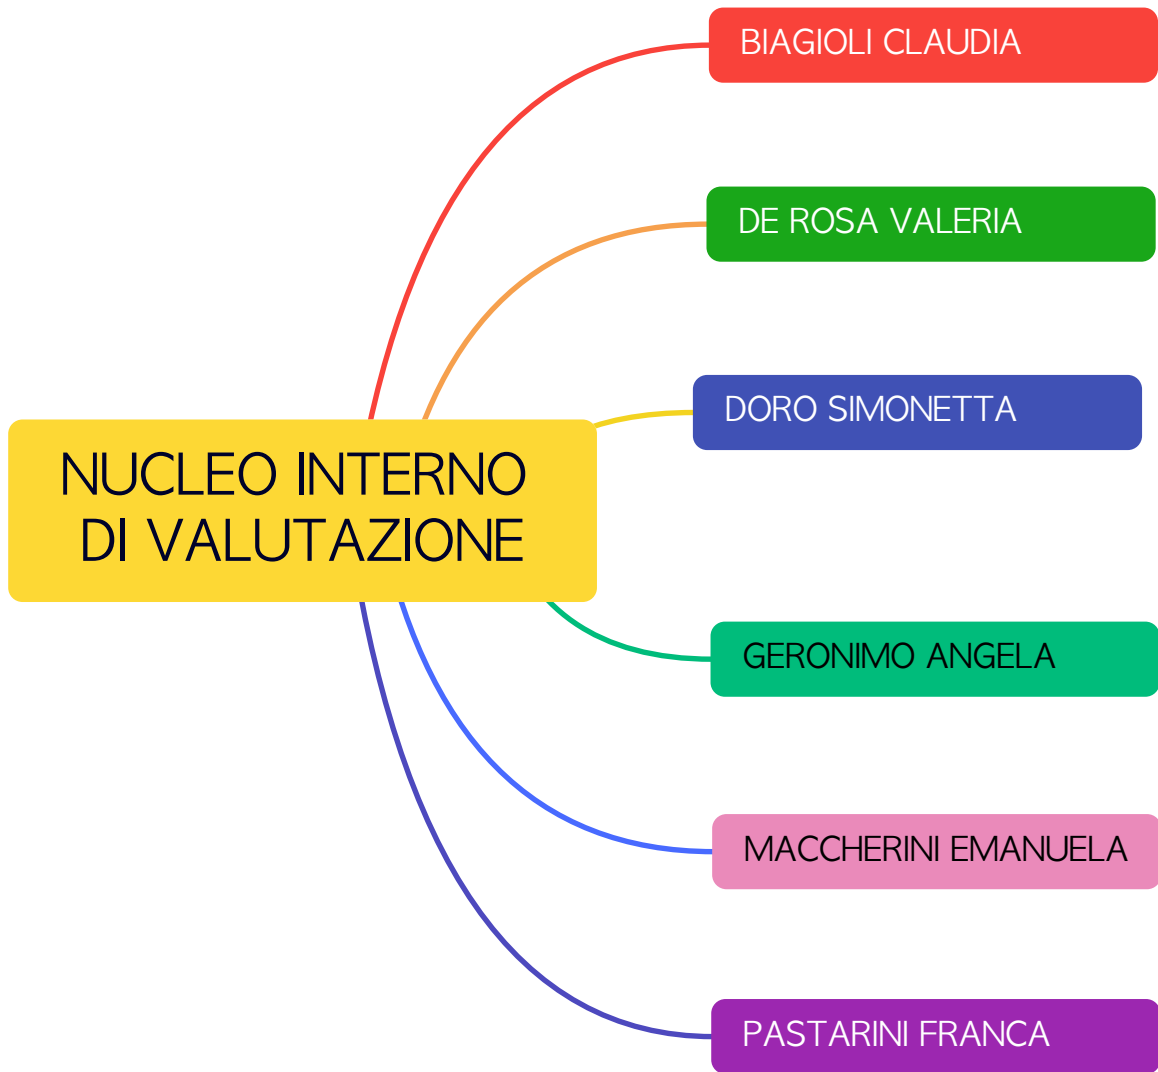 BIAGIOLI CLAUDIA
DE ROSA VALERIA
DORO SIMONETTA
NUCLEO INTERNO
DI VALUTAZIONE
GERONIMO ANGELA
MACCHERINI EMANUELA
PASTARINI FRANCA